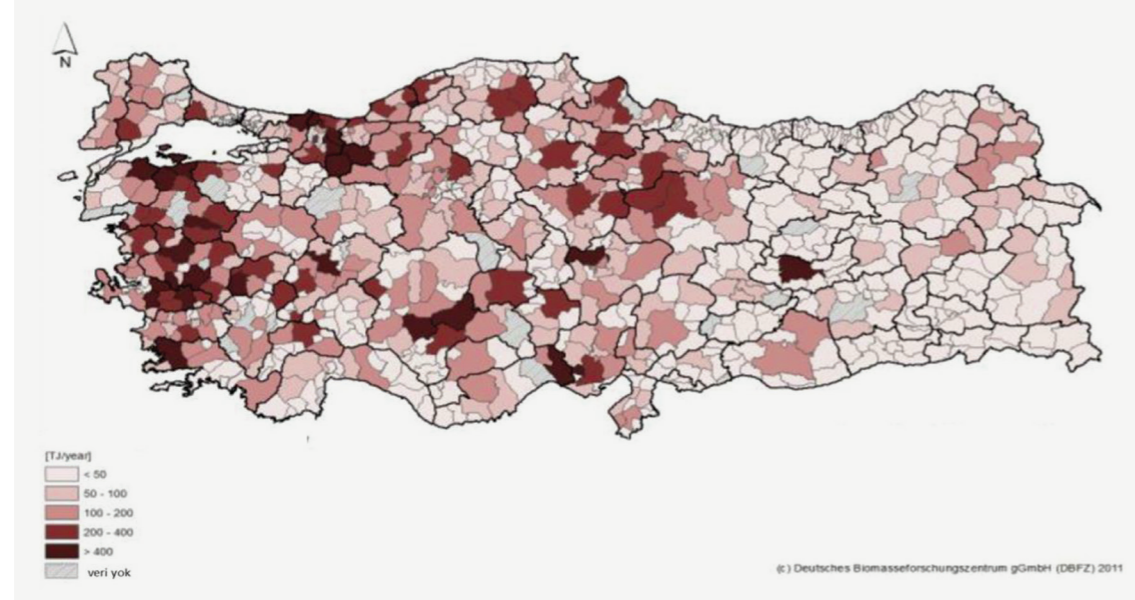 N
[TJ/year]
< 50
50 - 100
100 - 200
200 - 400
> 400
veri yok
(c) Deutsches Biomasseforschungszentrum gGmbH (DBFZ) 2011